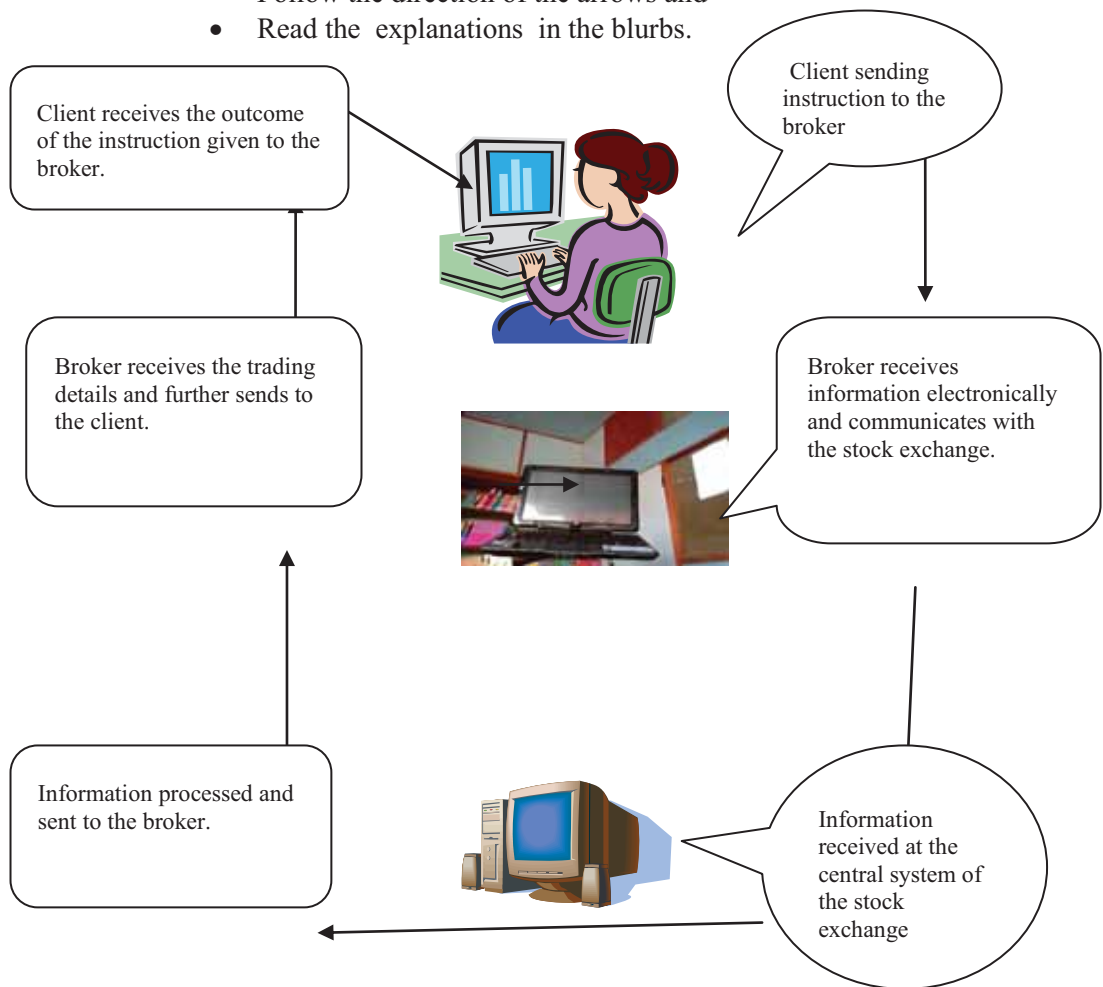 Follow the direction of the arrows and
• Read the explanations in the blurbs.
Client sending
instruction to the
broker
Client receives the outcome
of the instruction given to the
broker.
Broker receives the trading
details and further sends to
the client.
Broker receives
information electronically
and communicates with
the stock exchange.
Information processed and
sent to the broker.
Information
received at the
central system of
the stock
exchange